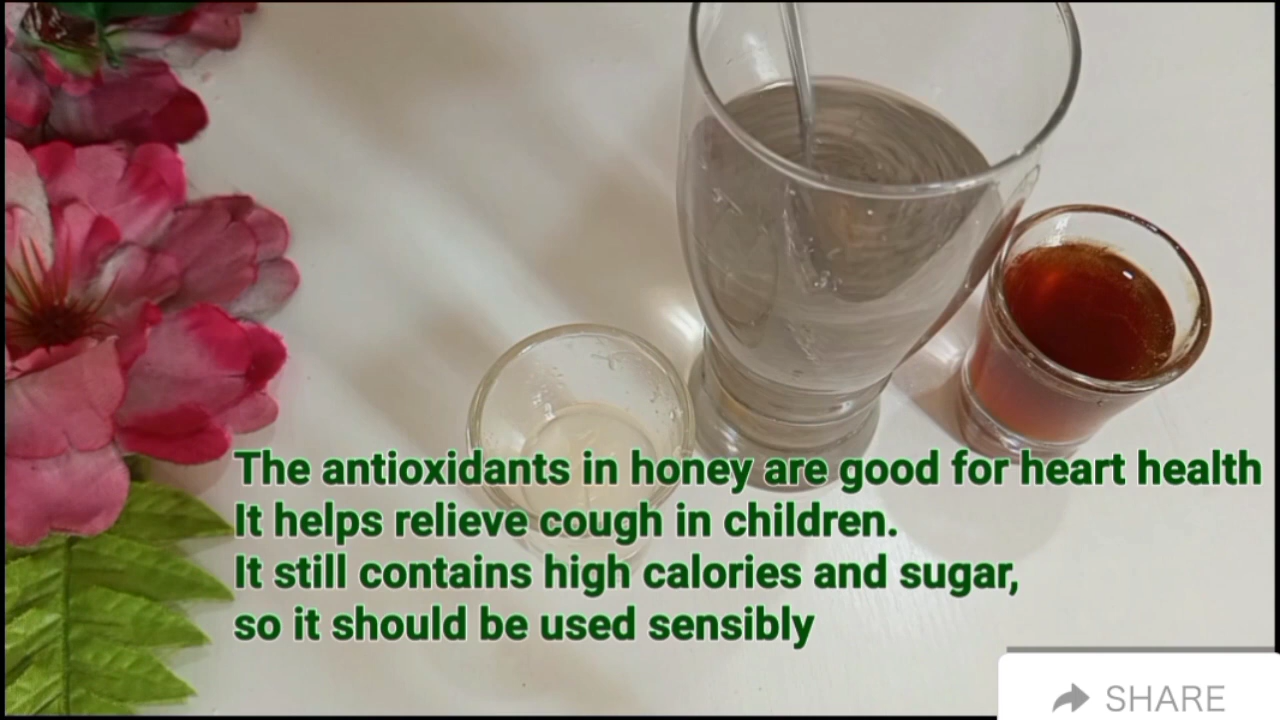 The antioxidants in honey are good for heart health
It helps relieve cough in children.
It still contains high calories and sugar,
so it should be used sensibly
SHARE